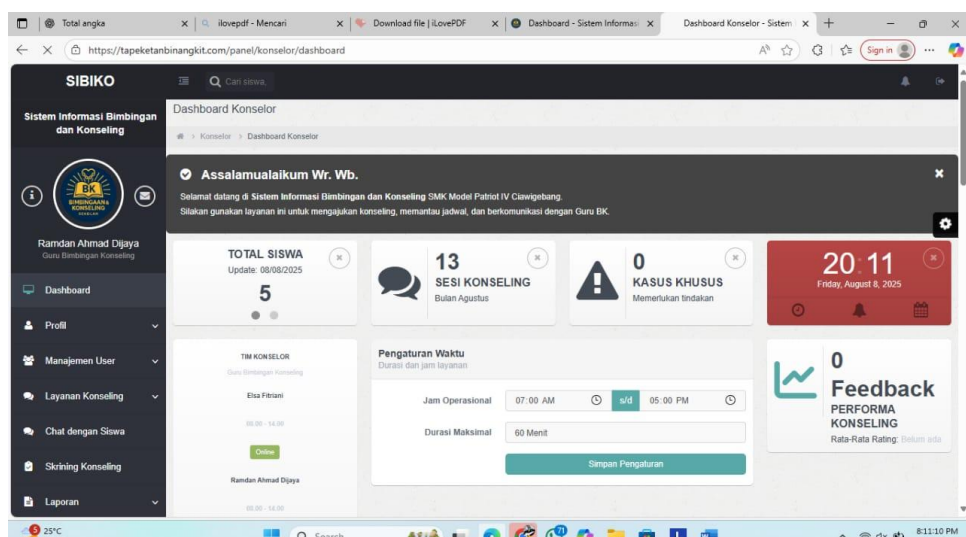 Total angka
ilovepdf - Mencari
Download file | iLovePDF
Dashboard - Sistem Informasi
Dashboard Konselor - Sistem
https://tapeketanbinangkit.com/panel/konselor/dashboard
Sign in
SIBIKO
Cari siswa,
Sistem Informasi Bimbingan
dan Konseling
Dashboard Konselor
Konselor > Dashboard Konselor
Assalamualaikum Wr. Wb.
Selamat datang di Sistem Informasi Bimbingan dan Konseling SMK Model Patriot IV Ciawigebang.
Silakan gunakan layanan ini untuk mengajukan konseling, memantau jadwal, dan berkomunikasi dengan Guru BK.
BK
BIMBINGAN &
KONSELING
Ramdan Ahmad Dijaya
Guru Bimbingan Konseling
Dashboard
Profil
Manajemen User
Layanan Konseling
Chat dengan Siswa
Skrining Konseling
Laporan
TOTAL SISWA
Update: 08/08/2025
5
13
SESI KONSELING
Bulan Agustus
0
KASUS KHUSUS
Memerlukan tindakan
20:11
Friday, August 8, 2025
TIM KONSELOR
Guru Bimbingan Konseling
Elsa Fitriani
00.00 - 14.00
Online
Ramdan Ahmad Dijaya
00.00 - 14.00
Pengaturan Waktu
Durasi dan jam layanan
Jam Operasional
07:00 AM
s/d
05:00 PM
Durasi Maksimal
60 Menit
Simpan Pengaturan
0
Feedback
PERFORMA
KONSELING
Rata-Rata Rating: Belum ada
5
25°C
Search
71
8:11:10 PM